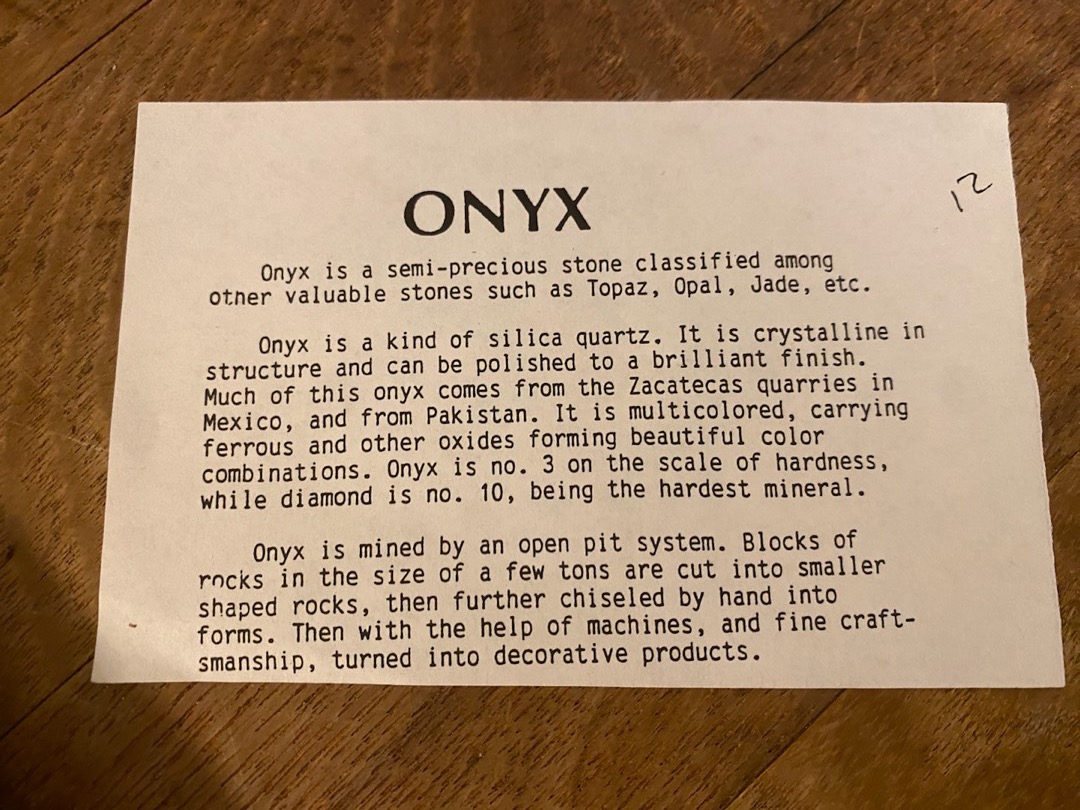 12
ONYX
Onyx is a semi-precious stone classified among
other valuable stones such as Topaz, Opal, Jade, etc.
Onyx is a kind of silica quartz. It is crystalline in
structure and can be polished to a brilliant finish.
Much of this onyx comes from the Zacatecas quarries in
Mexico, and from Pakistan. It is multicolored, carrying
ferrous and other oxides forming beautiful color
combinations. Onyx is no. 3 on the scale of hardness,
while diamond is no. 10, being the hardest mineral.
Onyx is mined by an open pit system. Blocks of
rocks in the size of a few tons are cut into smaller
shaped rocks, then further chiseled by hand into
forms. Then with the help of machines, and fine craft-
smanship, turned into decorative products.